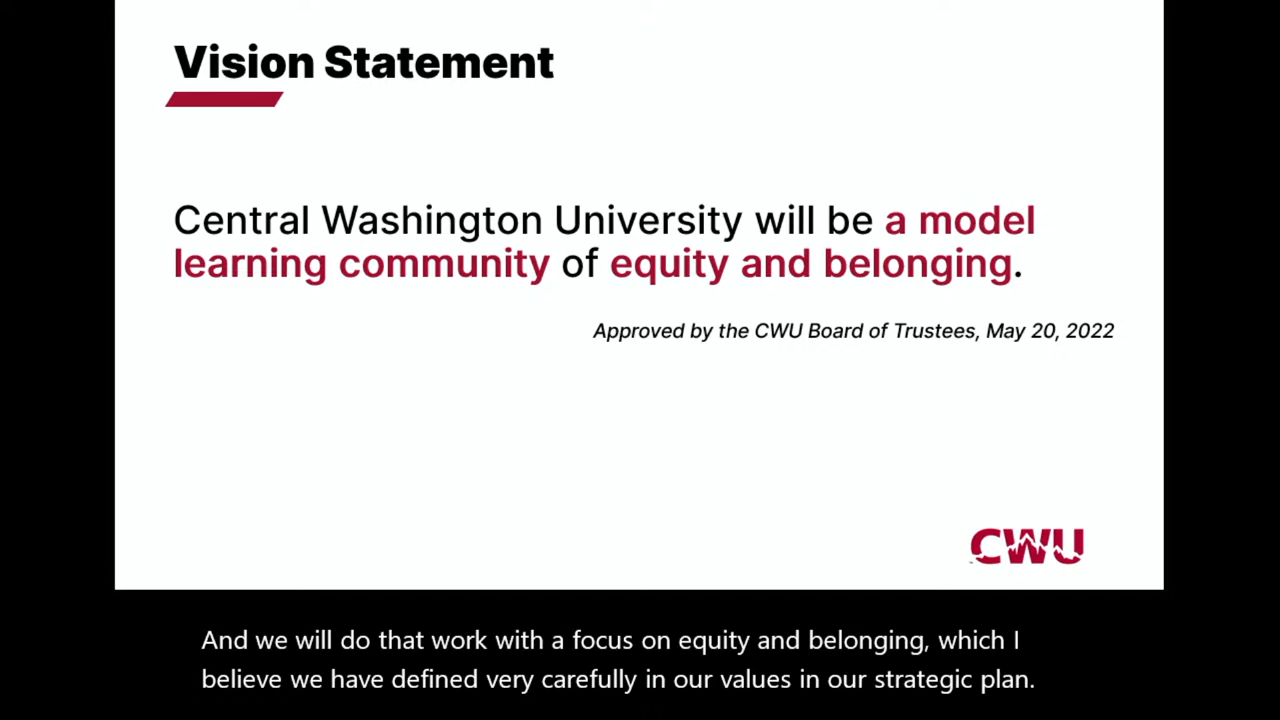 Vision Statement
Central Washington University will be a model
learning community of equity and belonging.
Approved by the CWU Board of Trustees, May 20, 2022
CWU
And we will do that work with a focus on equity and belonging, which I
believe we have defined very carefully in our values in our strategic plan.